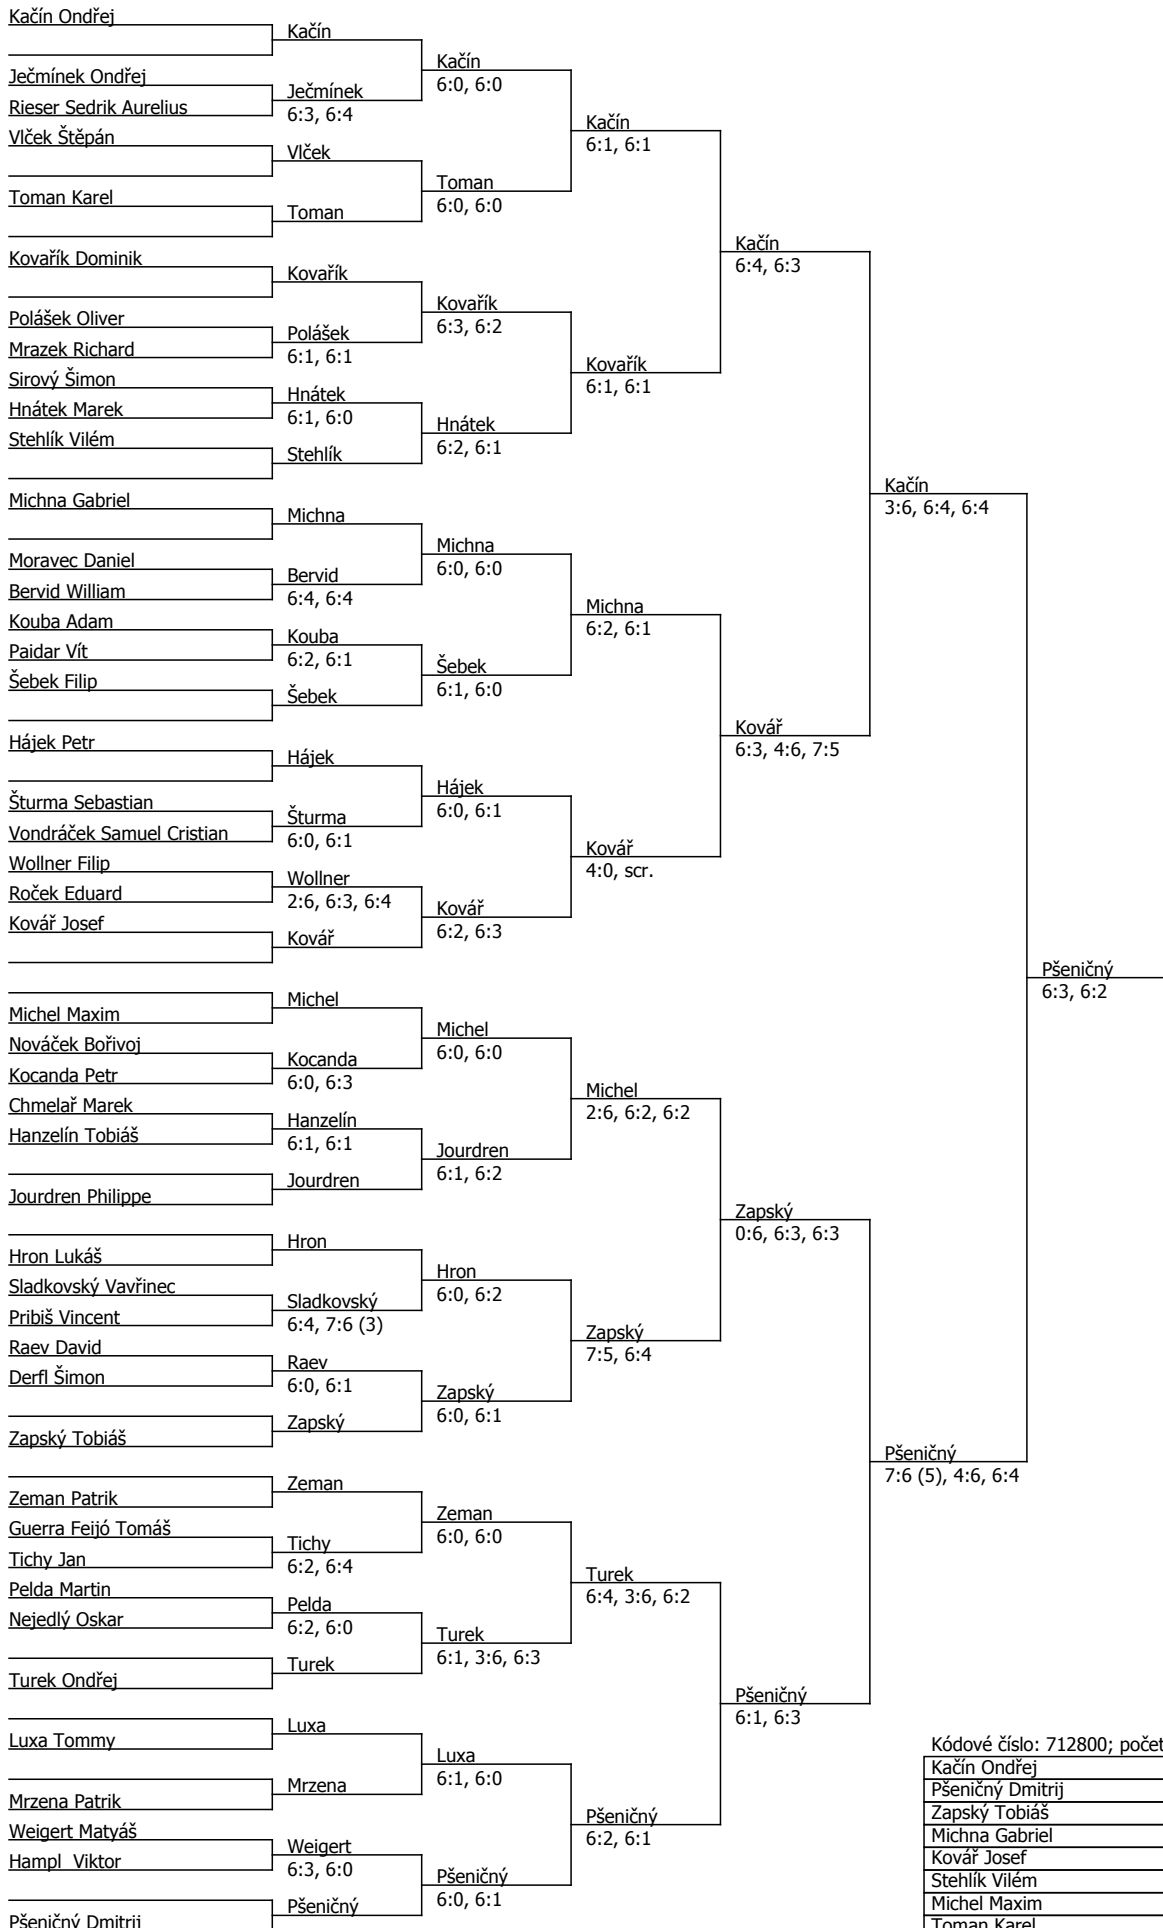 Kačín Ondřej
Ječmínek Ondřej
Rieser Sedrik Aurelius
Vlček Štěpán
Toman Karel
Kovařík Dominik
Polášek Oliver
Mrazek Richard
Sirový Šimon
Hnátek Marek
Stehlík Vilém
Michna Gabriel
Moravec Daniel
Bervid William
Kouba Adam
Paidar Vít
Šebek Filip
Hájek Petr
Šturma Sebastian
Vondráček Samuel Cristian
Wollner Filip
Roček Eduard
Kovář Josef
Michel Maxim
Nováček Bořivoj
Kocanda Petr
Chmelař Marek
Hanzelín Tobiáš
Jourdren Philippe
Hron Lukáš
Sladkovský Vavřinec
Pribiš Vincent
Raev David
Derfl Šimon
Zapský Tobiáš
Zeman Patrik
Guerra Feijó Tomáš
Tichy Jan
Pelda Martin
Nejedlý Oskar
Turek Ondřej
Luxa Tommy
Mrzena Patrik
Weigert Matyáš
Hampl  Viktor
Pšeničný Dmitrij
Kačín
Ječmínek
6:3, 6:4
Vlček
Toman
Kovařík
Polášek
6:1, 6:1
Hnátek
6:1, 6:0
Stehlík
Michna
Bervid
6:4, 6:4
Kouba
6:2, 6:1
Šebek
Hájek
Šturma
6:0, 6:1
Wollner
2:6, 6:3, 6:4
Kovář
Michel
Kocanda
6:0, 6:3
Hanzelín
6:1, 6:1
Jourdren
Hron
Sladkovský
6:4, 7:6 (3)
Raev
6:0, 6:1
Zapský
Zeman
Tichy
6:2, 6:4
Pelda
6:2, 6:0
Turek
Luxa
Mrzena
Weigert
6:3, 6:0
Pšeničný
Kačín
6:0, 6:0
Toman
6:0, 6:0
Kovařík
6:3, 6:2
Hnátek
6:2, 6:1
Michna
6:0, 6:0
Šebek
6:1, 6:0
Hájek
6:0, 6:1
Kovář
6:2, 6:3
Michel
6:0, 6:0
Jourdren
6:1, 6:2
Hron
6:0, 6:2
Zapský
6:0, 6:1
Zeman
6:0, 6:0
Turek
6:1, 3:6, 6:3
Luxa
6:1, 6:0
Pšeničný
6:0, 6:1
Kačín
6:1, 6:1
Kovařík
6:1, 6:1
Michna
6:2, 6:1
Kovář
4:0, scr.
Michel
2:6, 6:2, 6:2
Zapský
7:5, 6:4
Turek
6:4, 3:6, 6:2
Pšeničný
6:2, 6:1
Kačín
6:4, 6:3
Kovář
6:3, 4:6, 7:5
Zapský
0:6, 6:3, 6:3
Pšeničný
6:1, 6:3
Kačín
3:6, 6:4, 6:4
Pšeničný
7:6 (5), 4:6, 6:4
Pšeničný
6:3, 6:2
Kódové číslo: 712800; počet
Kačín Ondřej
Pšeničný Dmitrij
Zapský Tobiáš
Michna Gabriel
Kovář Josef
Stehlík Vilém
Michel Maxim
Toman Karel